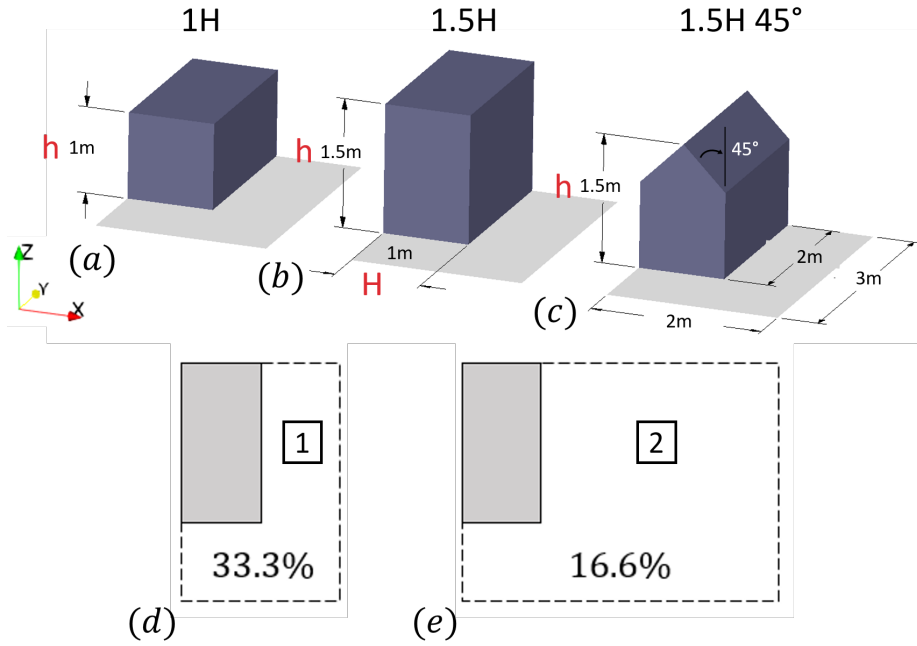 1H
1.5H
1.5H 45°
h 1m
h 1.5m
h 1.5m
45°
1m
H
2m
3m
2m
(a)
(b)
(c)
Z
Y
X
1
2
33.3%
16.6%
(d)
(e)